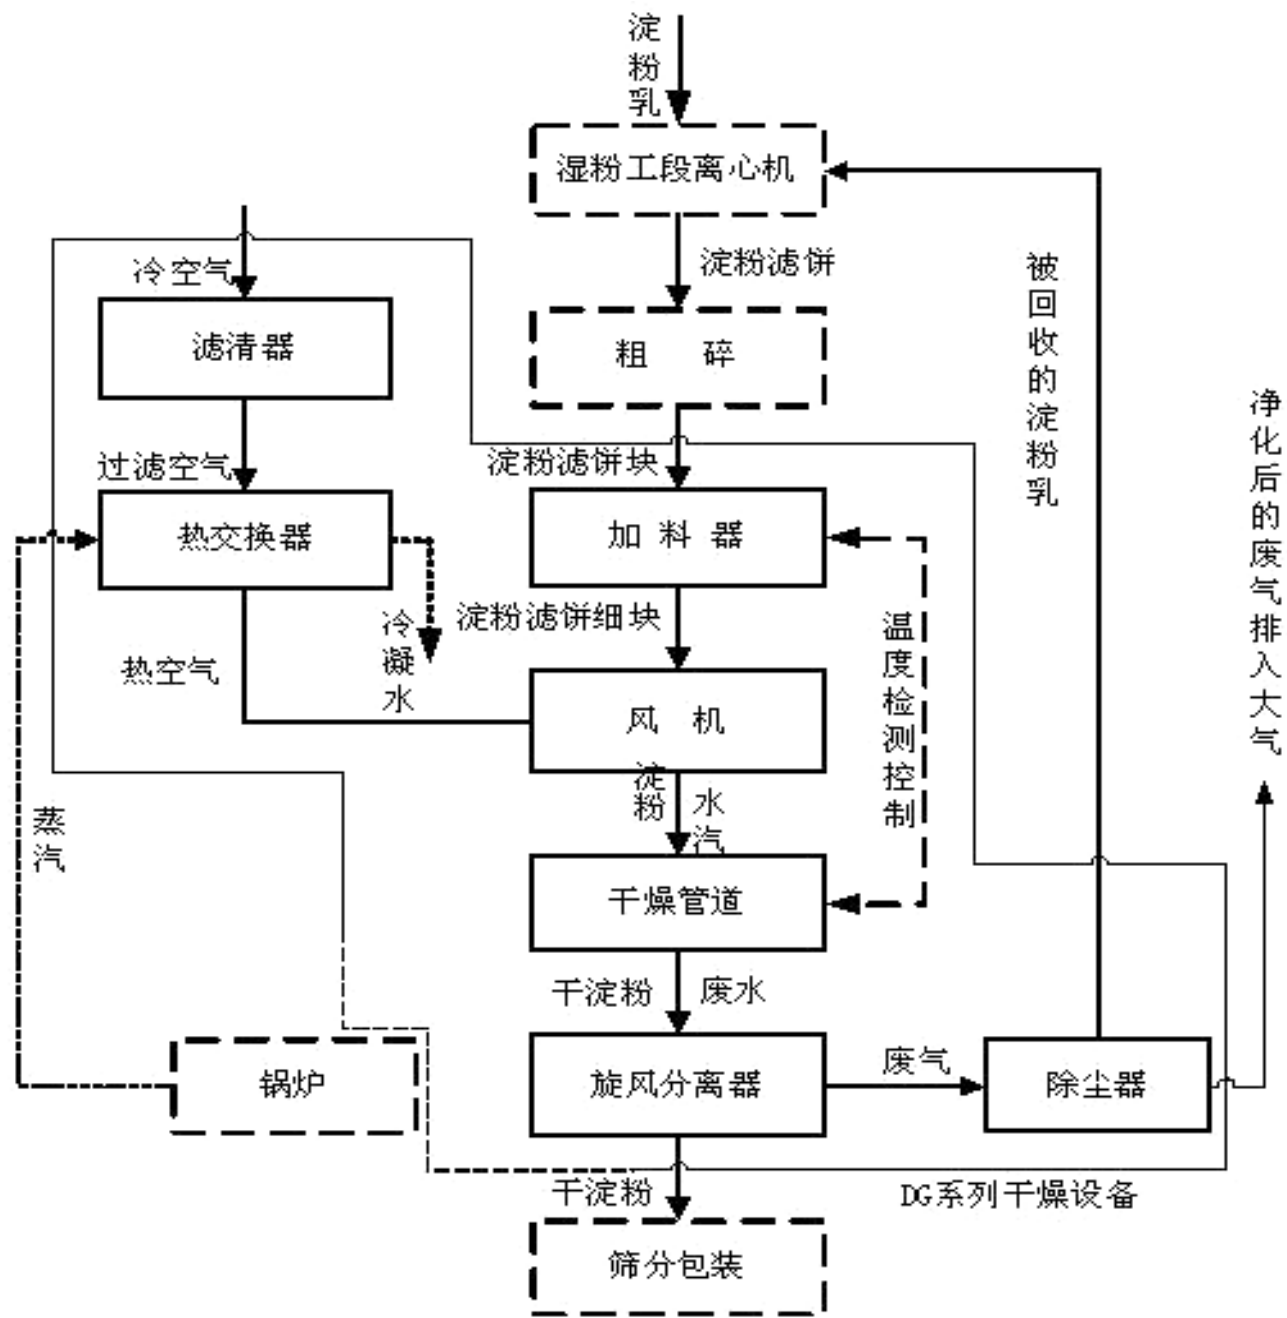 淀粉乳
湿粉工段离心机
冷空气
淀粉滤饼
被回收的淀粉乳
滤清器
粗 碎
净化后的废气排入大气
过滤空气
淀粉滤饼块
热交换器
加 料 器
冷凝水
淀粉滤饼细块
温度检测控制
热空气
风 机
淀粉
水汽
蒸汽
干燥管道
干淀粉
废水
锅炉
旋风分离器
废气
除尘器
干淀粉
DG系列干燥设备
筛分包装